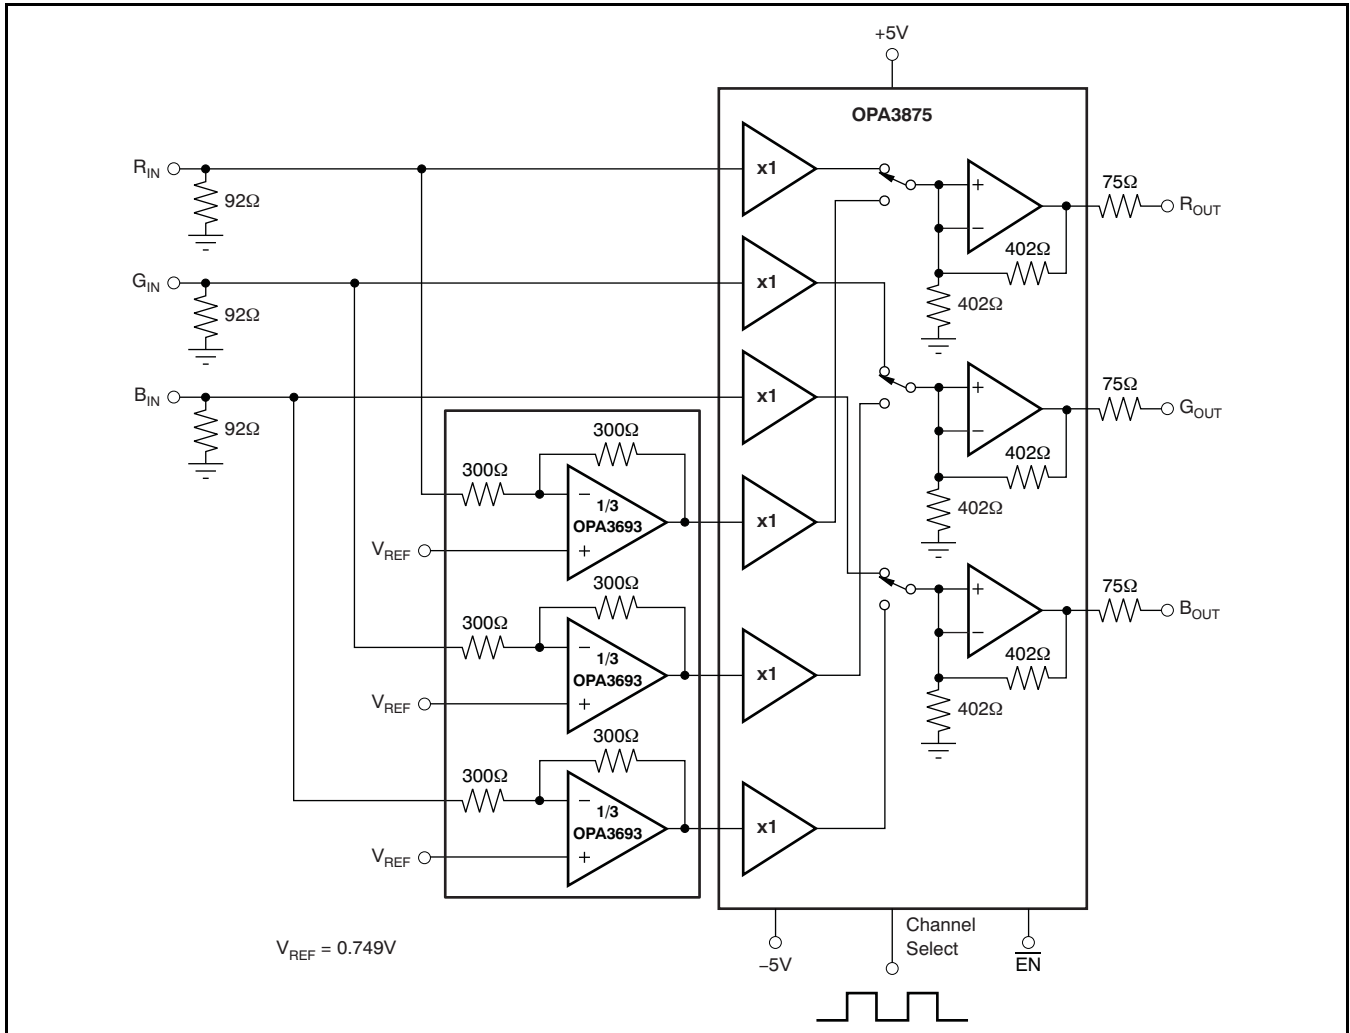 +5V
OPA3875
R_IN
92Ω
x1
75Ω
R_OUT
+
−
402Ω
402Ω
G_IN
92Ω
x1
B_IN
92Ω
x1
75Ω
G_OUT
+
−
402Ω
402Ω
300Ω
300Ω
−
1/3
OPA3693
+
V_REF
x1
300Ω
300Ω
−
1/3
OPA3693
+
V_REF
x1
75Ω
B_OUT
+
−
402Ω
402Ω
300Ω
300Ω
−
1/3
OPA3693
+
V_REF
x1
V_REF = 0.749V
−5V
Channel
Select
E̅N̅